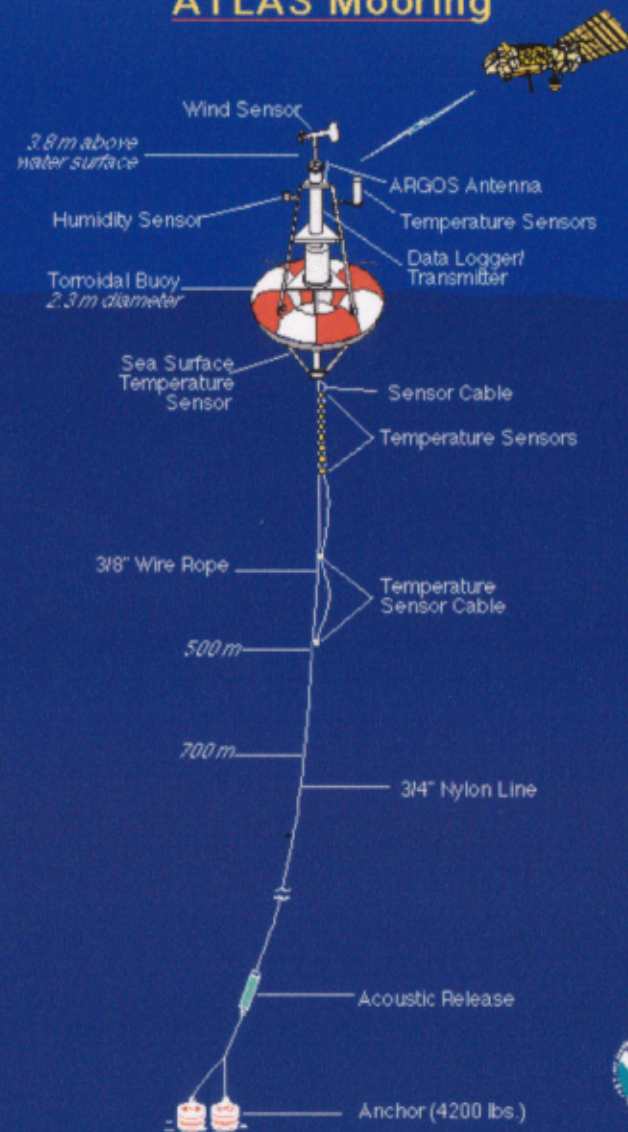 ATLAS Mooring
Wind Sensor
3.8 m above
water surface
ARGOS Antenna
Humidity Sensor
Temperature Sensors
Data Logger/
Transmitter
Torroidal Buoy
2.3 m diameter
Sea Surface
Temperature
Sensor
Sensor Cable
Temperature Sensors
3/8" Wire Rope
Temperature
Sensor Cable
500 m
700 m
3/4" Nylon Line
Acoustic Release
Anchor (4200 lbs.)